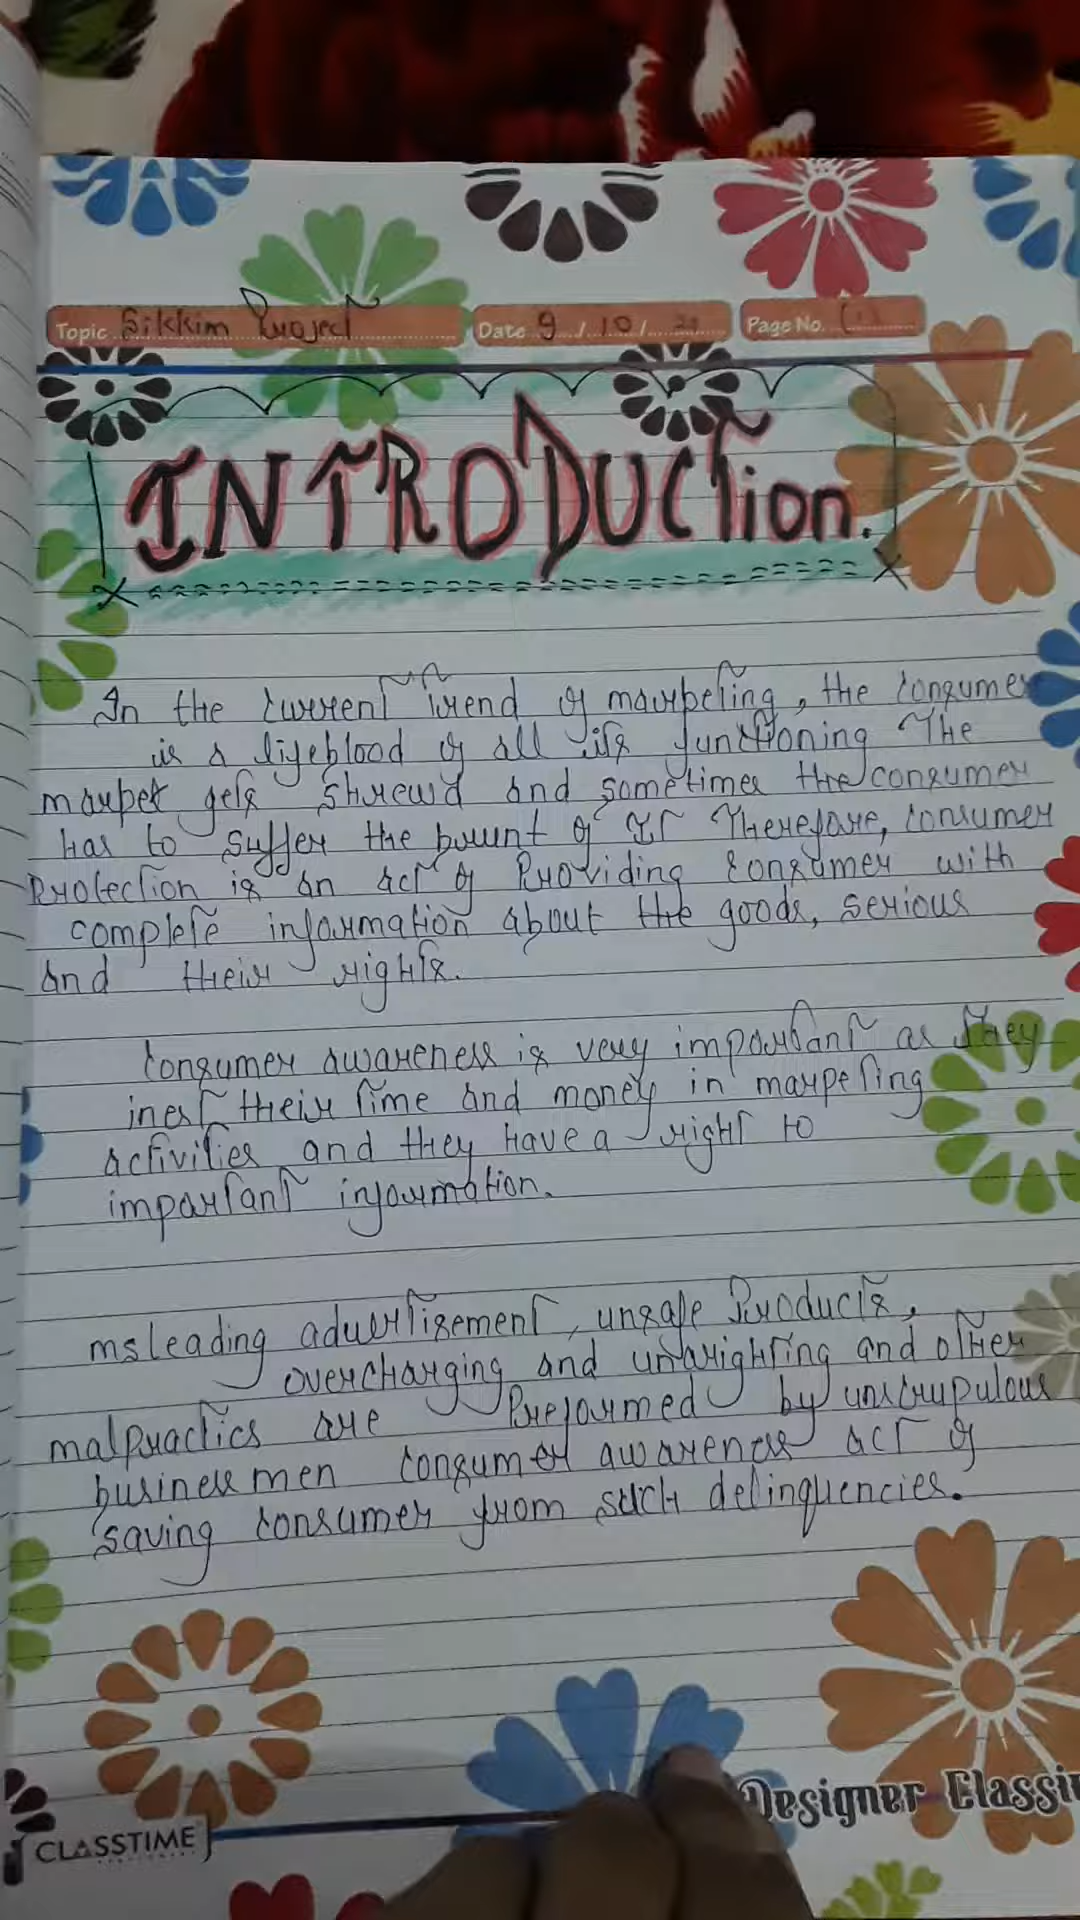 Topic Sikkim Project Date 9/10/21 Page No. (1)
INTRODUCTion.
In the current trend of marketing, the consumer
is a lifeblood of all its functioning The
market gets shrewd and sometimes the consumer
has to suffer the brunt of it Therefore, consumer
Protection is an act of Providing consumer with
complete information about the goods, serious
and their rights.
Consumer awareness is very important as they
inest their time and money in marketing
activities and they have a right to
important information.
msleading advertisement, unsafe Products,
overcharging and and other
malpractics are Preformed by unscrupulous
businessmen consumer awareness act of
saving consumer from such delinquencies.
Designer Classi
CLASSTIME